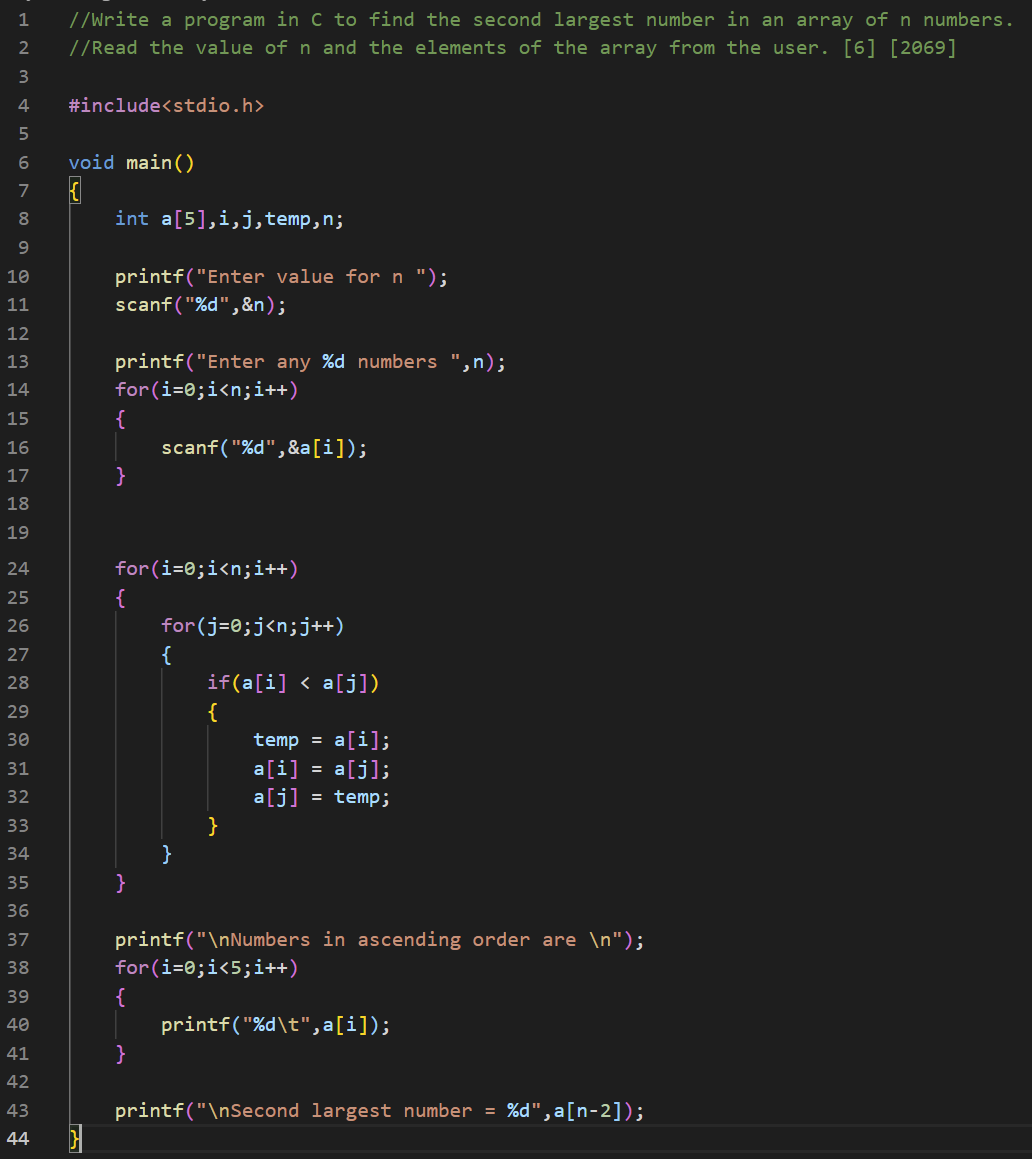 1 //Write a program in C to find the second largest number in an array of n numbers.
2 //Read the value of n and the elements of the array from the user. [6] [2069]
3
4 #include<stdio.h>
5
6 void main()
7 {
8     int a[5],i,j,temp,n;
9
10     printf("Enter value for n ");
11     scanf("%d",&n);
12
13     printf("Enter any %d numbers ",n);
14     for(i=0;i<n;i++)
15     {
16         scanf("%d",&a[i]);
17     }
18
19
24     for(i=0;i<n;i++)
25     {
26         for(j=0;j<n;j++)
27         {
28             if(a[i] < a[j])
29             {
30                 temp = a[i];
31                 a[i] = a[j];
32                 a[j] = temp;
33             }
34         }
35     }
36
37     printf("\nNumbers in ascending order are \n");
38     for(i=0;i<5;i++)
39     {
40         printf("%d\t",a[i]);
41     }
42
43     printf("\nSecond largest number = %d",a[n-2]);
44 }